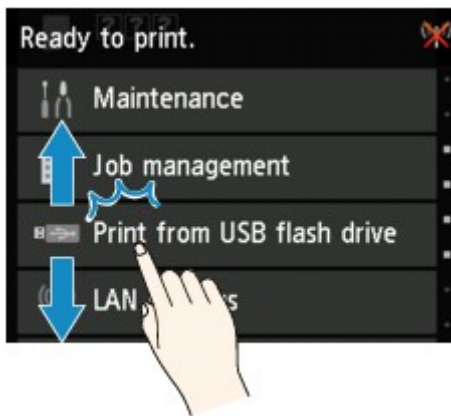 Ready to print.
Maintenance
Job management
Print from USB flash drive
LAN